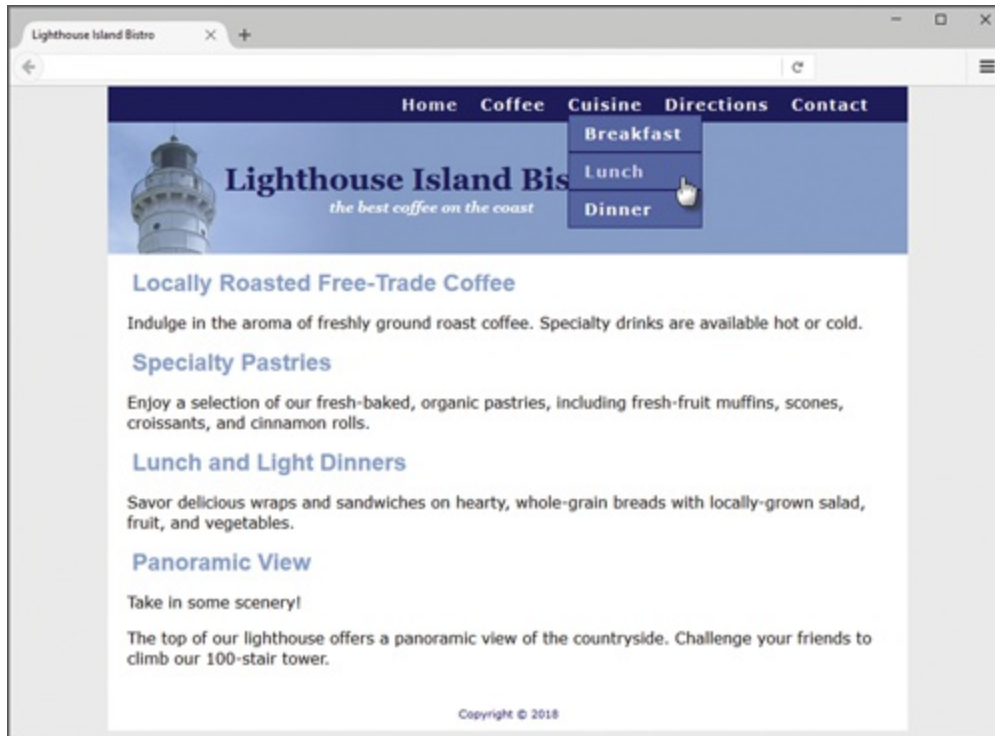 Lighthouse Island Bistro
Home Coffee Cuisine Directions Contact
Breakfast
Lunch
Dinner
Lighthouse Island Bis
the best coffee on the coast
Locally Roasted Free-Trade Coffee
Indulge in the aroma of freshly ground roast coffee. Specialty drinks are available hot or cold.
Specialty Pastries
Enjoy a selection of our fresh-baked, organic pastries, including fresh-fruit muffins, scones,
croissants, and cinnamon rolls.
Lunch and Light Dinners
Savor delicious wraps and sandwiches on hearty, whole-grain breads with locally-grown salad,
fruit, and vegetables.
Panoramic View
Take in some scenery!
The top of our lighthouse offers a panoramic view of the countryside. Challenge your friends to
climb our 100-stair tower.
Copyright © 2018